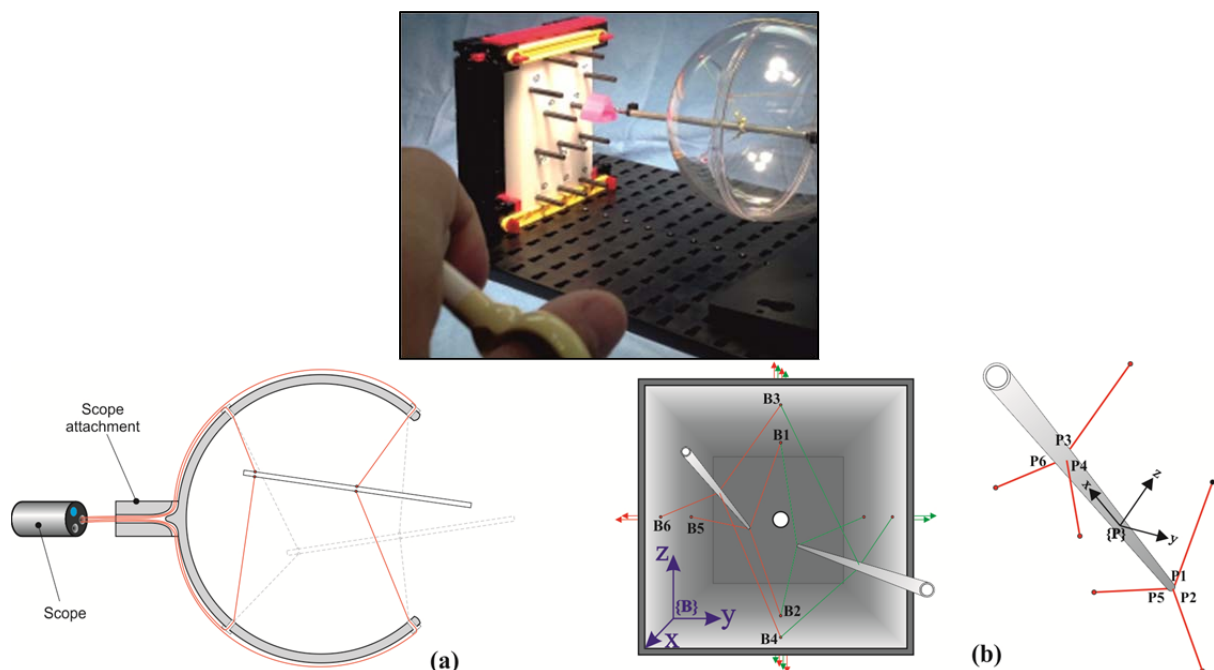 Scope
attachment
Scope
(a)
B3
B1
B6
B5
B2
B4
z
{B}
y
x
(b)
P3
P6
P4
x
z
{P}
y
P1
P5
P2